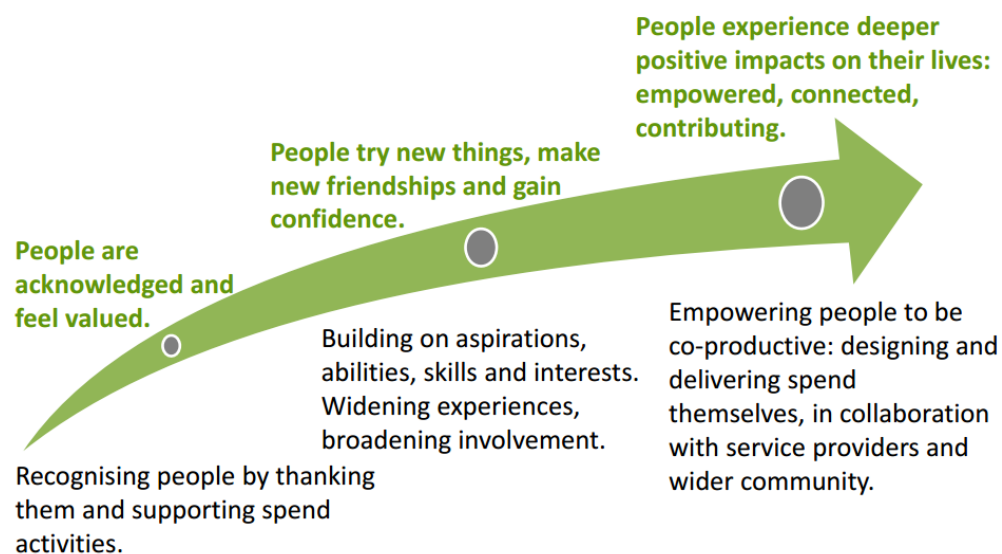 People are
acknowledged and
feel valued.
Recognising people by thanking
them and supporting spend
activities.
People try new things, make
new friendships and gain
confidence.
Building on aspirations,
abilities, skills and interests.
Widening experiences,
broadening involvement.
People experience deeper
positive impacts on their lives:
empowered, connected,
contributing.
Empowering people to be
co-productive: designing and
delivering spend
themselves, in collaboration
with service providers and
wider community.